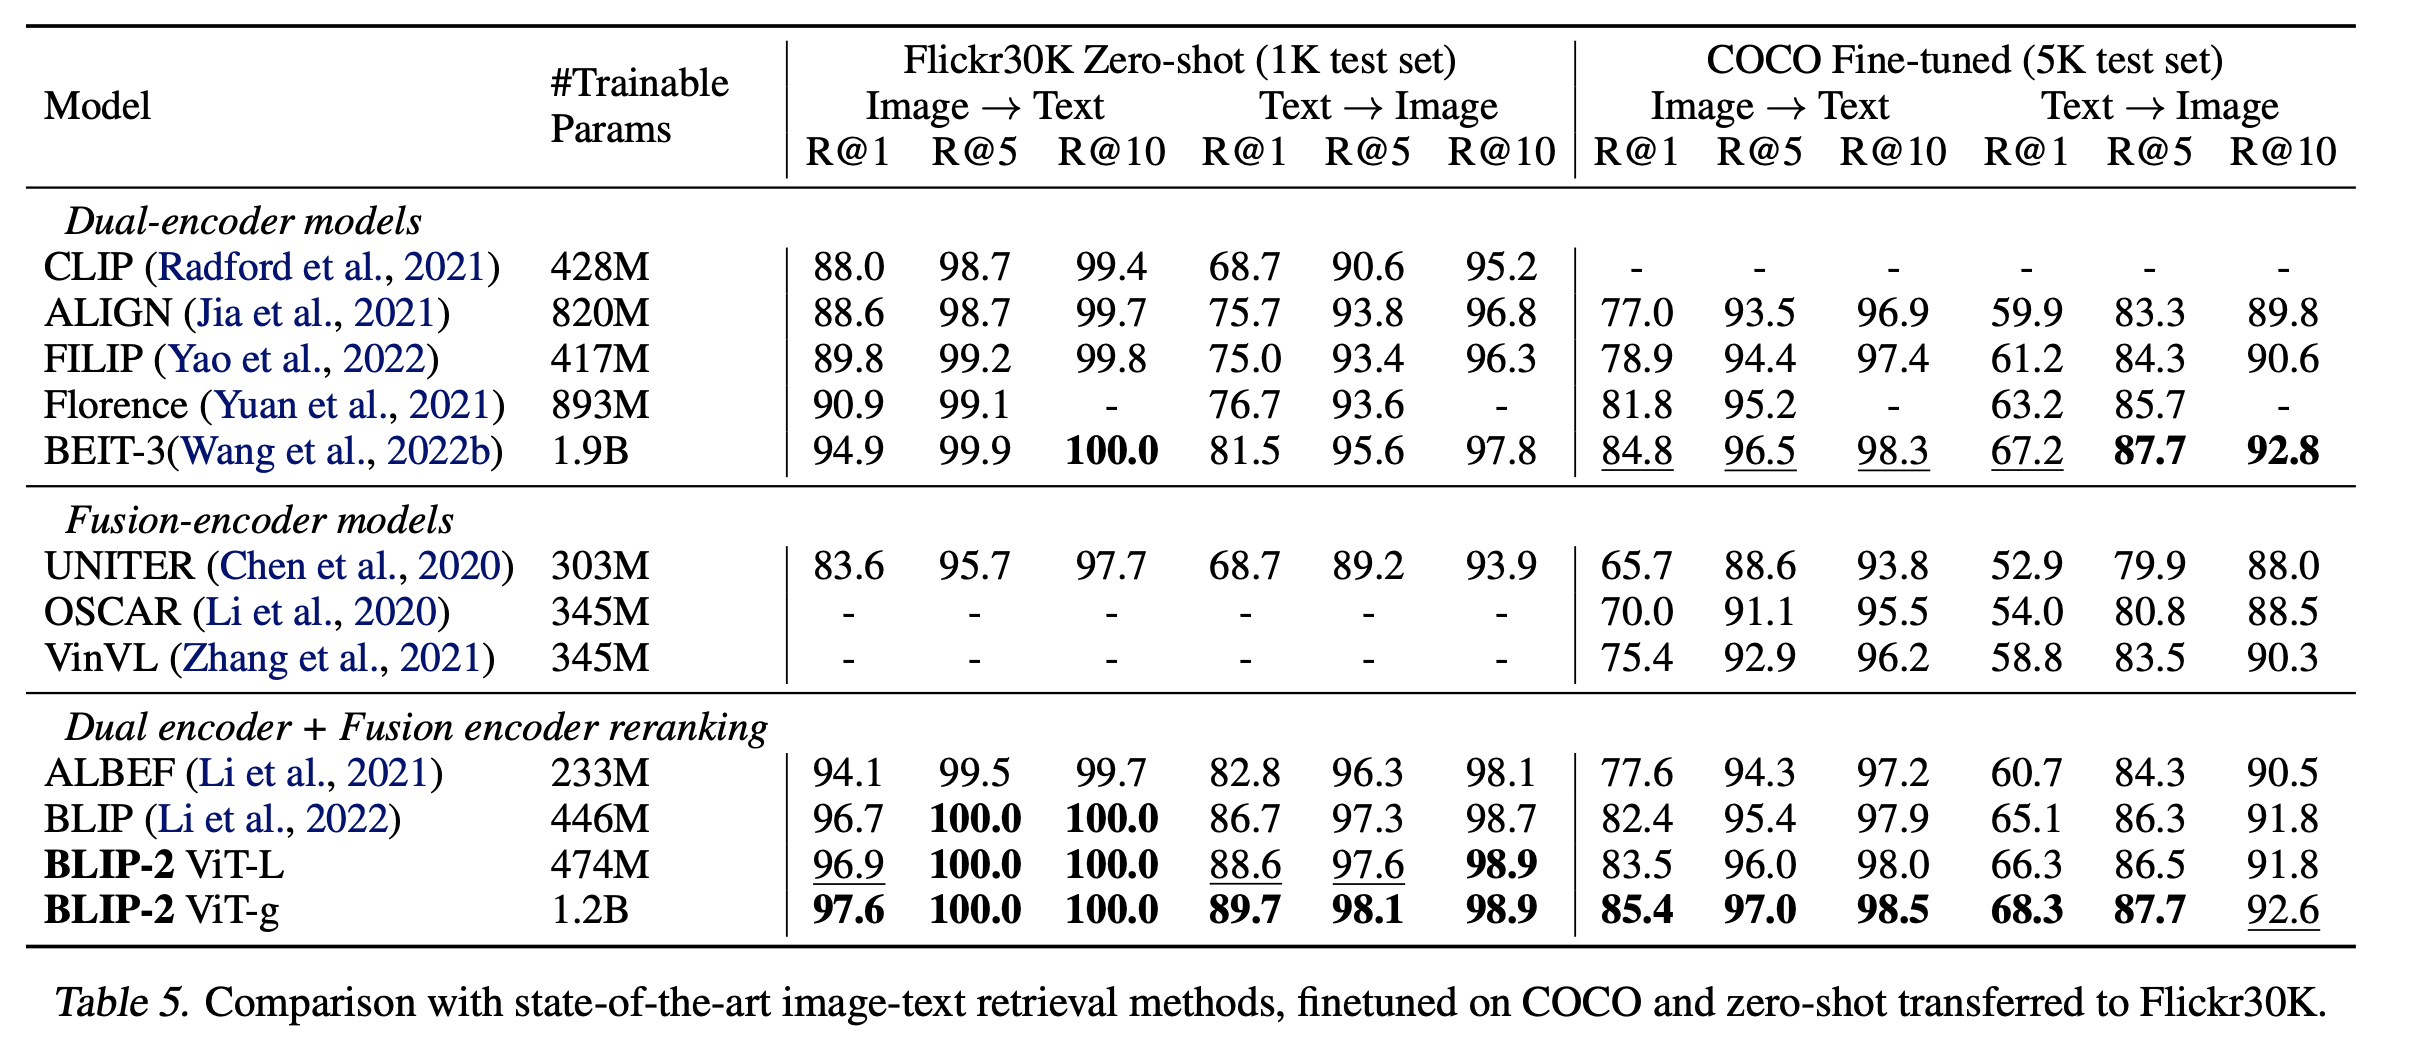 Model #Trainable Params Flickr30K Zero-shot (1K test set) COCO Fine-tuned (5K test set)
Image → Text Text → Image Image → Text Text → Image
R@1 R@5 R@10 R@1 R@5 R@10 R@1 R@5 R@10 R@1 R@5 R@10
Dual-encoder models
CLIP (Radford et al., 2021) 428M 88.0 98.7 99.4 68.7 90.6 95.2 - - - - - -
ALIGN (Jia et al., 2021) 820M 88.6 98.7 99.7 75.7 93.8 96.8 77.0 93.5 96.9 59.9 83.3 89.8
FILIP (Yao et al., 2022) 417M 89.8 99.2 99.8 75.0 93.4 96.3 78.9 94.4 97.4 61.2 84.3 90.6
Florence (Yuan et al., 2021) 893M 90.9 99.1 - 76.7 93.6 - 81.8 95.2 - 63.2 85.7 -
BEIT-3(Wang et al., 2022b) 1.9B 94.9 99.9 100.0 81.5 95.6 97.8 84.8 96.5 98.3 67.2 87.7 92.8
Fusion-encoder models
UNITER (Chen et al., 2020) 303M 83.6 95.7 97.7 68.7 89.2 93.9 65.7 88.6 93.8 52.9 79.9 88.0
OSCAR (Li et al., 2020) 345M - - - - - - 70.0 91.1 95.5 54.0 80.8 88.5
VinVL (Zhang et al., 2021) 345M - - - - - - 75.4 92.9 96.2 58.8 83.5 90.3
Dual encoder + Fusion encoder reranking
ALBEF (Li et al., 2021) 233M 94.1 99.5 99.7 82.8 96.3 98.1 77.6 94.3 97.2 60.7 84.3 90.5
BLIP (Li et al., 2022) 446M 96.7 100.0 100.0 86.7 97.3 98.7 82.4 95.4 97.9 65.1 86.3 91.8
BLIP-2 ViT-L 474M 96.9 100.0 100.0 88.6 97.6 98.9 83.5 96.0 98.0 66.3 86.5 91.8
BLIP-2 ViT-g 1.2B 97.6 100.0 100.0 89.7 98.1 98.9 85.4 97.0 98.5 68.3 87.7 92.6
Table 5. Comparison with state-of-the-art image-text retrieval methods, finetuned on COCO and zero-shot transferred to Flickr30K.